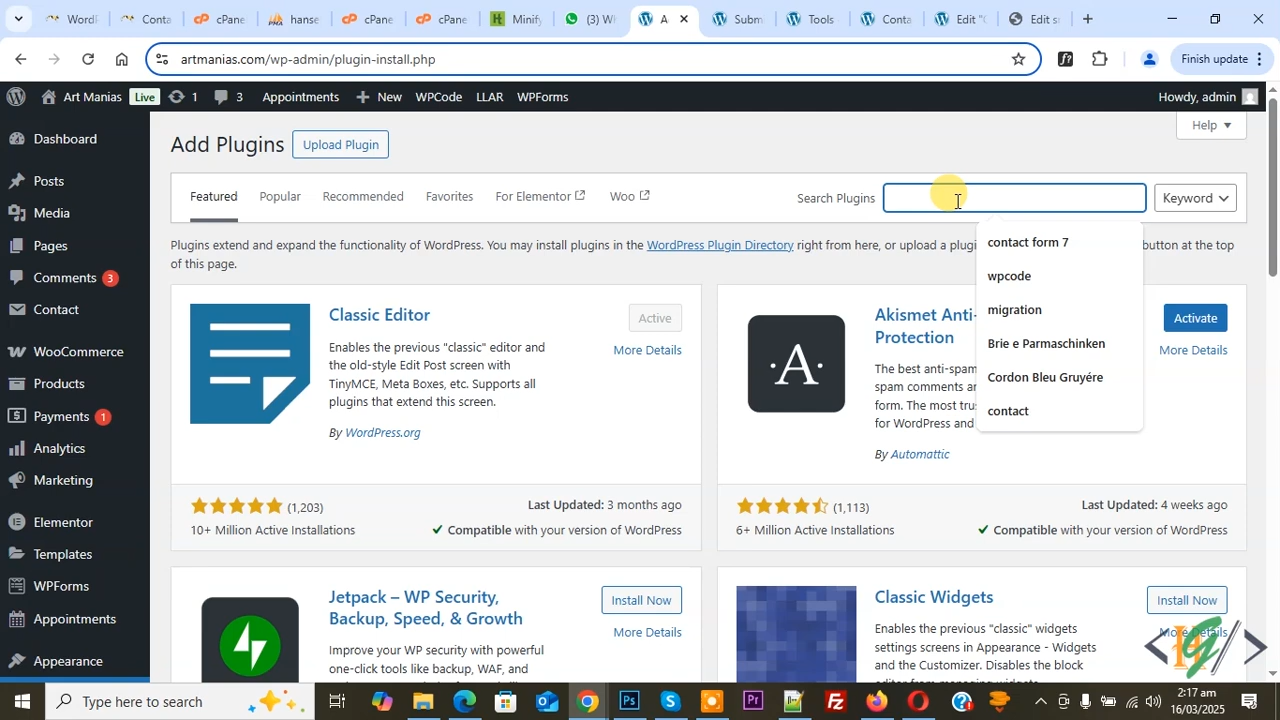 WordF
Conta
cPane
hanse
cPane
cPane
Minify
(3) W
A
Subm
Tools
Conta
Edit "C
Edit s
artmanias.com/wp-admin/plugin-install.php
Finish update
Art Manias
Live
1
3
Appointments
New
WPCode
LLAR
WPForms
Howdy, admin
Dashboard
Posts
Media
Pages
Comments 3
Contact
WooCommerce
Products
Payments 1
Analytics
Marketing
Elementor
Templates
WPForms
Appointments
Appearance
Help
Add Plugins
Upload Plugin
Featured
Popular
Recommended
Favorites
For Elementor
Woo
Search Plugins
Keyword
contact form 7
wpcode
migration
Brie e Parmaschinken
Cordon Bleu Gruyére
contact
Plugins extend and expand the functionality of WordPress. You may install plugins in the WordPress Plugin Directory right from here, or upload a plugi button at the top
of this page.
Classic Editor
Active
More Details
Enables the previous "classic" editor and
the old-style Edit Post screen with
TinyMCE, Meta Boxes, etc. Supports all
plugins that extend this screen.
By WordPress.org
(1,203)
Last Updated: 3 months ago
10+ Million Active Installations
Compatible with your version of WordPress
Akismet Anti-
Protection
Activate
More Details
The best anti-spam
spam comments a
form. The most tru
for WordPress and
By Automattic
(1,113)
Last Updated: 4 weeks ago
6+ Million Active Installations
Compatible with your version of WordPress
Jetpack – WP Security,
Backup, Speed, & Growth
Install Now
More Details
Improve your WP security with powerful
one-click tools like backup, WAF, and
Classic Widgets
Install Now
More Details
Enables the previous "classic" widgets
settings screens in Appearance - Widgets
and the Customizer. Disables the block
Type here to search
2:17 am
16/03/2025